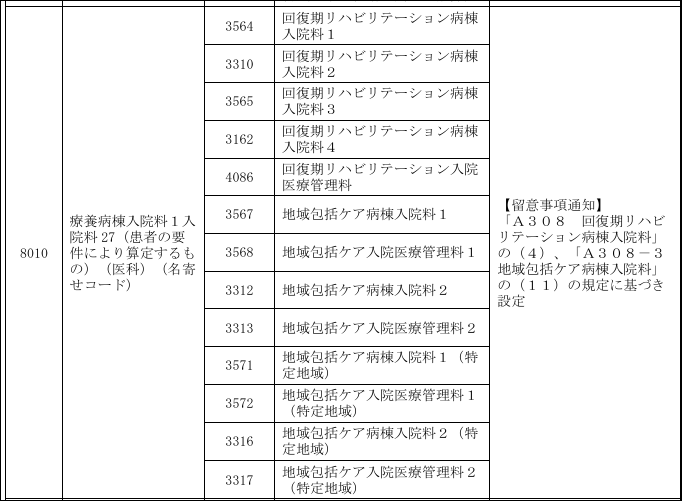 8010
療養病棟入院料１入
院料 27（患者の要
件により算定するも
の）（医科）（名寄
せコード）
3564
回復期リハビリテーション病棟
入院料１
3310
回復期リハビリテーション病棟
入院料２
3565
回復期リハビリテーション病棟
入院料３
3162
回復期リハビリテーション病棟
入院料４
4086
回復期リハビリテーション入院
医療管理料
3567
地域包括ケア病棟入院料１
3568
地域包括ケア入院医療管理料１
3312
地域包括ケア病棟入院料２
3313
地域包括ケア入院医療管理料２
3571
地域包括ケア病棟入院料１（特
定地域）
3572
地域包括ケア入院医療管理料１
（特定地域）
3316
地域包括ケア病棟入院料２（特
定地域）
3317
地域包括ケア入院医療管理料２
（特定地域）
【留意事項通知】
「Ａ３０８　回復期リハビ
リテーション病棟入院料」
の（４）、「Ａ３０８－３
地域包括ケア病棟入院料」
の（１１）の規定に基づき
設定